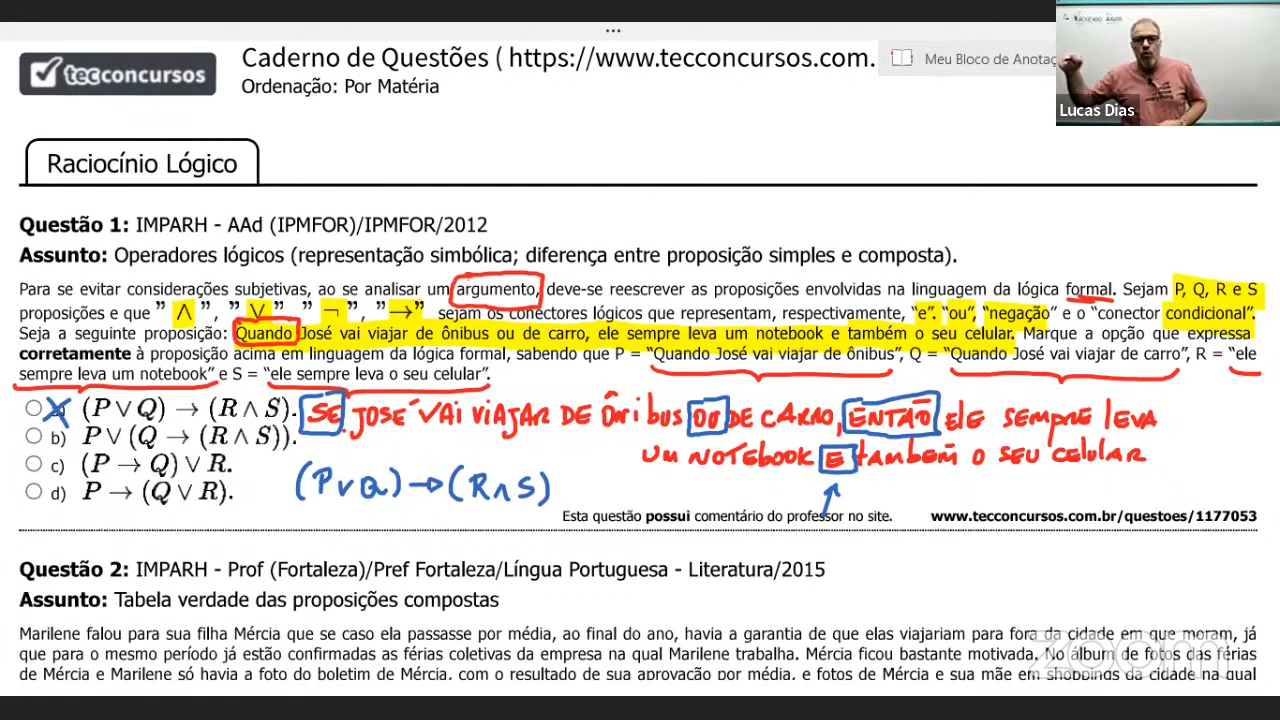 ...
Lucas Dias
tecconcursos
Caderno de Questões ( https://www.tecconcursos.com.
Meu Bloco de Anotaç
Ordenação: Por Matéria
Raciocínio Lógico
Questão 1: IMPARH - AAd (IPMFOR)/IPMFOR/2012
Assunto: Operadores lógicos (representação simbólica; diferença entre proposição simples e composta).
Para se evitar considerações subjetivas, ao se analisar um argumento, deve-se reescrever as proposições envolvidas na linguagem da lógica formal. Sejam P, Q, R e S
proposições e que " ∧ ", " ∨ ", " ¬ ", " → " sejam os conectores lógicos que representam, respectivamente, "e". "ou", "negação" e o "conector condicional".
Seja a seguinte proposição: Quando José vai viajar de ônibus ou de carro, ele sempre leva um notebook e também o seu celular. Marque a opção que expressa
corretamente à proposição acima em linguagem da lógica formal, sabendo que P = "Quando José vai viajar de ônibus", Q = "Quando José vai viajar de carro", R = "ele
sempre leva um notebook" e S = "ele sempre leva o seu celular".
a) (P ∨ Q) → (R ∧ S).
SE JOSÉ VAI VIAJAR DE ÔNIBUS OU DE CARRO, ENTÃO ELE SEMPRE LEVA
b) P ∨ (Q → (R ∧ S)).
UM NOTEBOOK E TAMBÉM O SEU CELULAR
c) (P → Q) ∨ R.
d) P → (Q ∨ R).
(P ∨ Q) → (R ∧ S)
Esta questão possui comentário do professor no site. www.tecconcursos.com.br/questoes/1177053
Questão 2: IMPARH - Prof (Fortaleza)/Pref Fortaleza/Língua Portuguesa - Literatura/2015
Assunto: Tabela verdade das proposições compostas
Marilene falou para sua filha Mércia que se caso ela passasse por média, ao final do ano, havia a garantia de que elas viajariam para fora da cidade em que moram, já
que para o mesmo período já estão confirmadas as férias coletivas da empresa na qual Marilene trabalha. Mércia ficou bastante motivada. No álbum de fotos das férias
de Mércia e Marilene só havia a foto do boletim de Mércia, com o resultado de sua aprovação por média, e fotos de Mércia e sua mãe em shoppings da cidade na qual
zoom